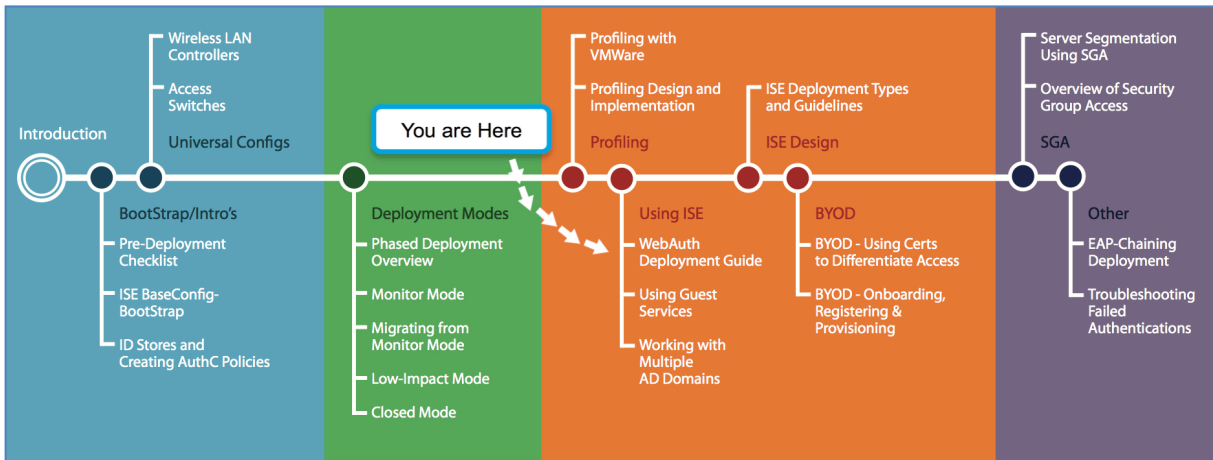 Introduction
Wireless LAN
Controllers
Access
Switches
Universal Configs
BootStrap/Intro's
Pre-Deployment
Checklist
ISE BaseConfig-
BootStrap
ID Stores and
Creating AuthC Policies
You are Here
Deployment Modes
Phased Deployment
Overview
Monitor Mode
Migrating from
Monitor Mode
Low-Impact Mode
Closed Mode
Profiling with
VMWare
Profiling Design and
Implementation
Profiling
Using ISE
WebAuth
Deployment Guide
Using Guest
Services
Working with
Multiple
AD Domains
ISE Deployment Types
and Guidelines
ISE Design
BYOD
BYOD - Using Certs
to Differentiate Access
BYOD - Onboarding,
Registering &
Provisioning
Server Segmentation
Using SGA
Overview of Security
Group Access
SGA
Other
EAP-Chaining
Deployment
Troubleshooting
Failed
Authentications